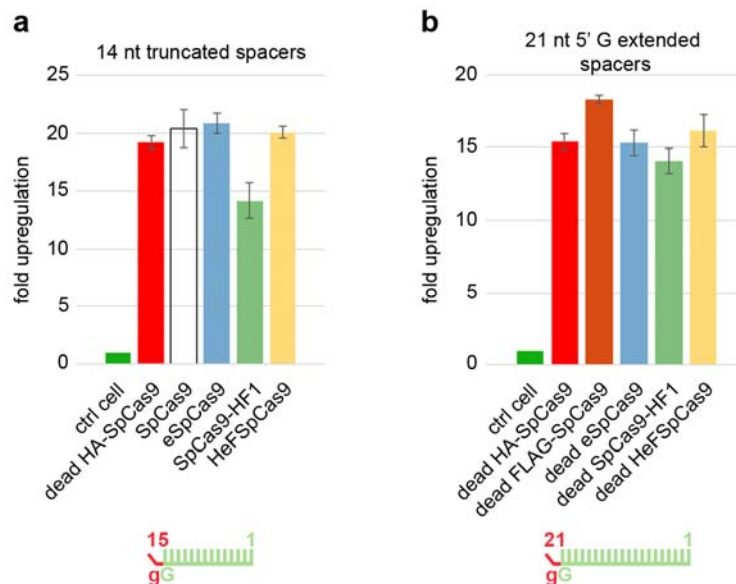 a
14 nt truncated spacers
25
20
15
10
5
0
fold upregulation
ctrl cell
dead HA-SpCas9
SpCas9
eSpCas9
SpCas9-HF1
HeFSpCas9
15 1
gG
b
21 nt 5' G extended
spacers
20
15
10
5
0
fold upregulation
ctrl cell
dead HA-SpCas9
dead FLAG-SpCas9
dead eSpCas9
dead SpCas9-HF1
dead HeFSpCas9
21 1
gG